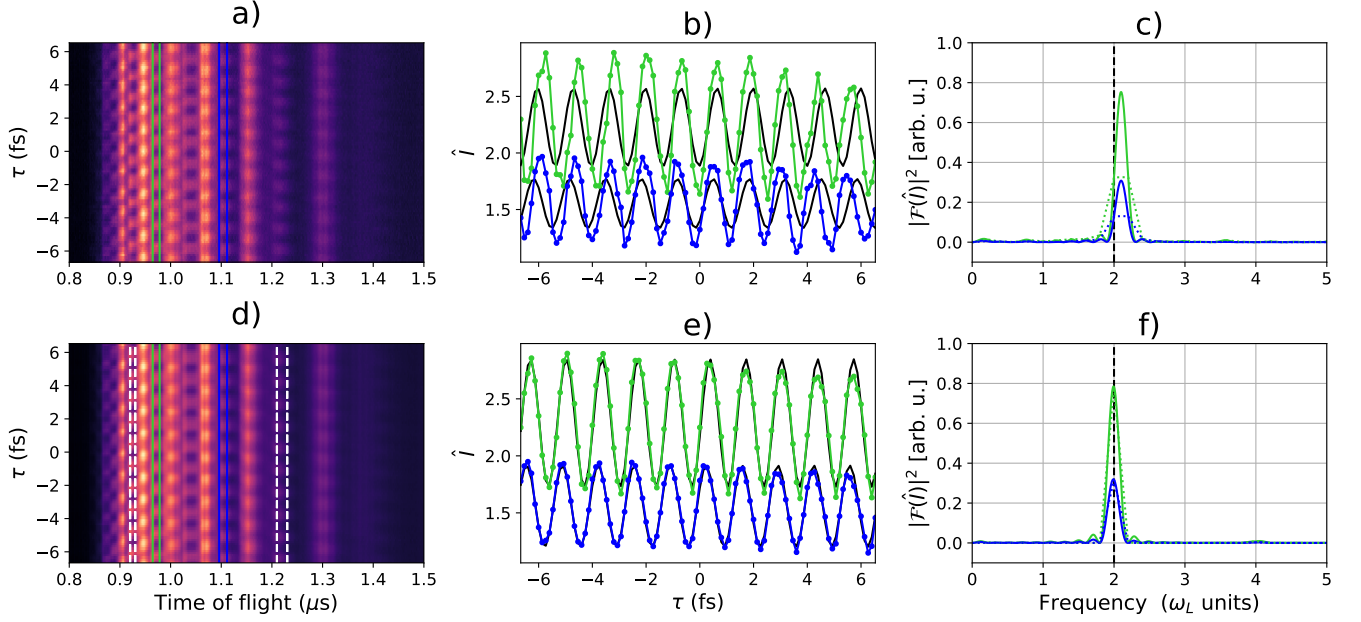 a)
b)
c)
τ (fs)
6
4
2
0
−2
−4
−6
0.8 0.9 1.0 1.1 1.2 1.3 1.4 1.5
Î
2.5
2.0
1.5
−6 −4 −2 0 2 4 6
|𝓕(Î)|² [arb. u.]
1.0
0.8
0.6
0.4
0.2
0.0
0 1 2 3 4 5
d)
e)
f)
τ (fs)
6
4
2
0
−2
−4
−6
0.8 0.9 1.0 1.1 1.2 1.3 1.4 1.5
Time of flight (μs)
Î
2.5
2.0
1.5
−6 −4 −2 0 2 4 6
τ (fs)
|𝓕(Î)|² [arb. u.]
1.0
0.8
0.6
0.4
0.2
0.0
0 1 2 3 4 5
Frequency (ω_L units)